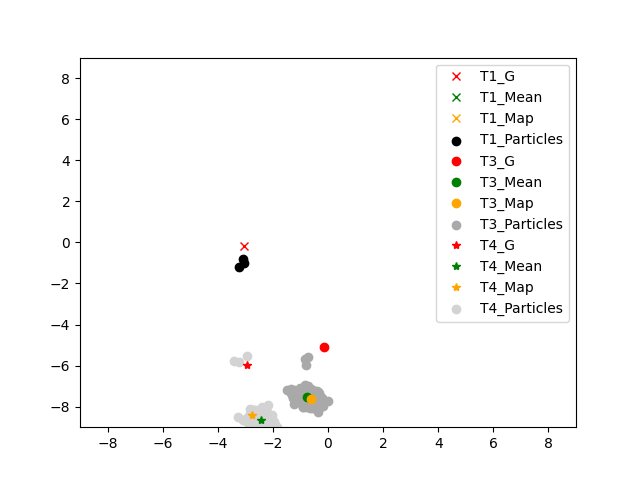 8
6
4
2
0
−2
−4
−6
−8
−8
−6
−4
−2
0
2
4
6
8
T1_G
T1_Mean
T1_Map
T1_Particles
T3_G
T3_Mean
T3_Map
T3_Particles
T4_G
T4_Mean
T4_Map
T4_Particles